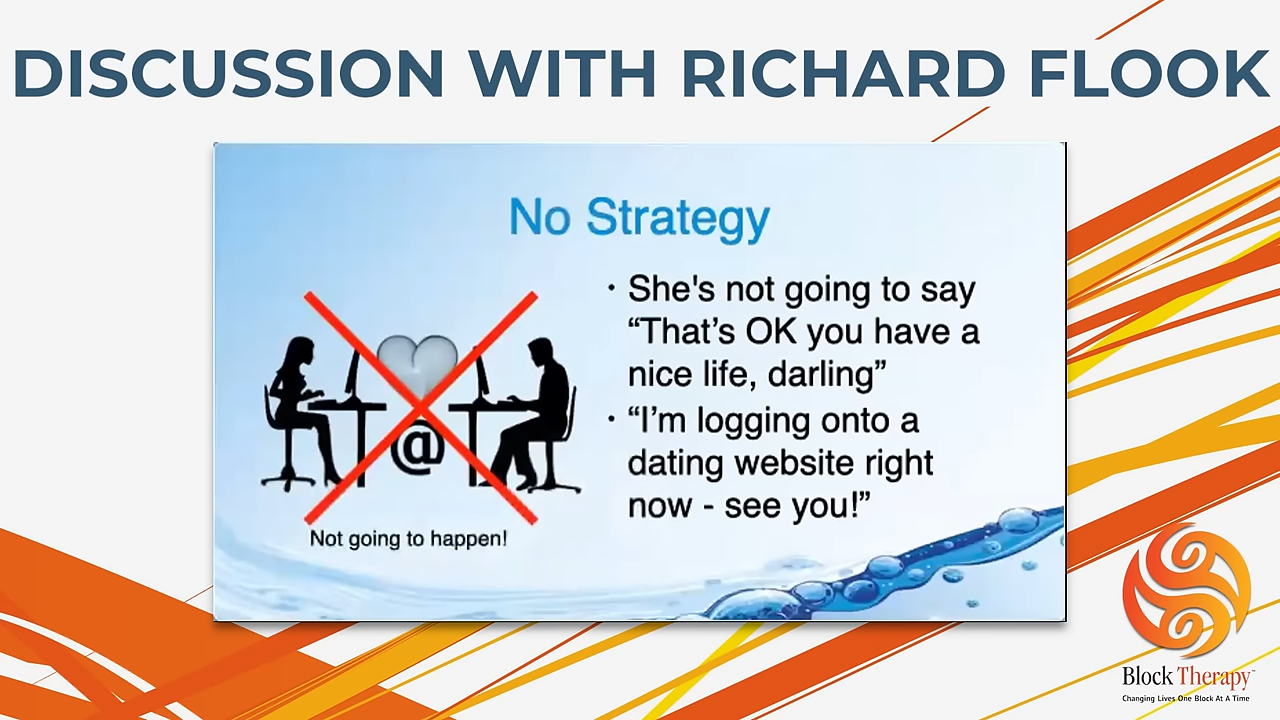 DISCUSSION WITH RICHARD FLOOK
No Strategy
• She's not going to say
“That’s OK you have a
nice life, darling”
• “I’m logging onto a
dating website right
now - see you!”
@
Not going to happen!
Block Therapy™
Changing Lives One Block At A Time